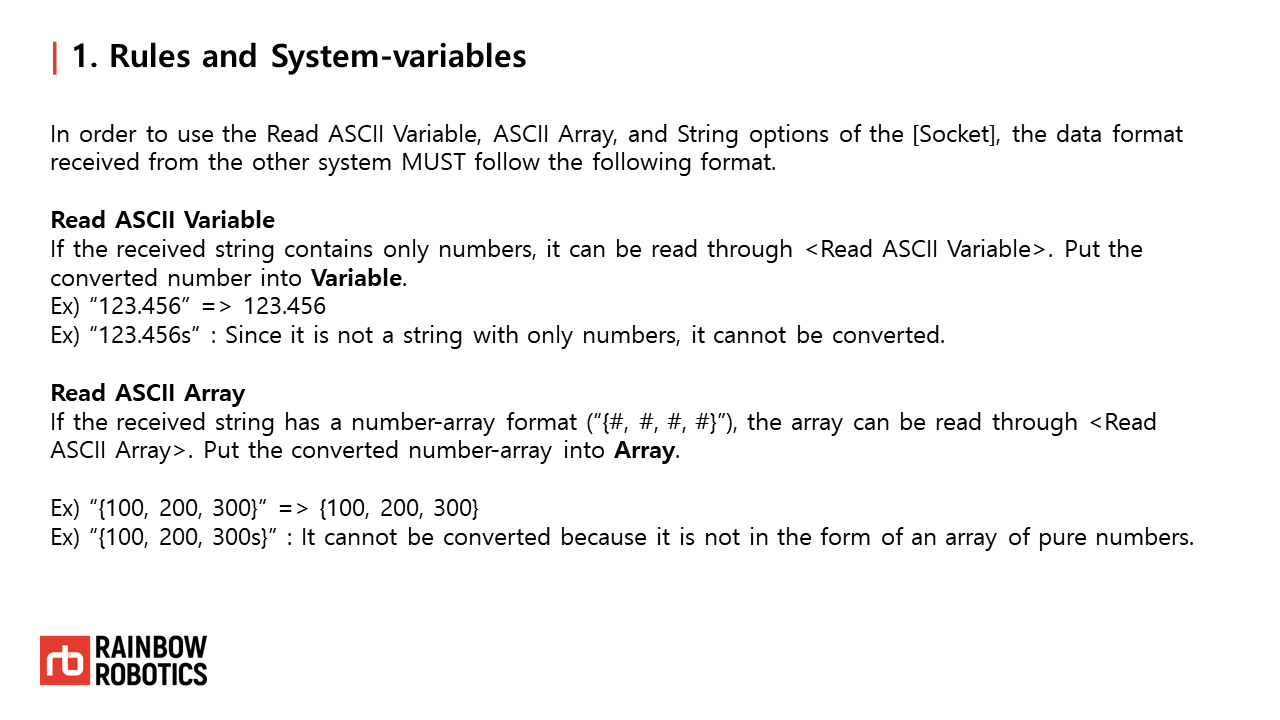 1. Rules and System-variables
In order to use the Read ASCII Variable, ASCII Array, and String options of the [Socket], the data format
received from the other system MUST follow the following format.
Read ASCII Variable
If the received string contains only numbers, it can be read through <Read ASCII Variable>. Put the
converted number into Variable.
Ex) “123.456” => 123.456
Ex) “123.456s” : Since it is not a string with only numbers, it cannot be converted.
Read ASCII Array
If the received string has a number-array format (“{#, #, #, #}”), the array can be read through <Read
ASCII Array>. Put the converted number-array into Array.
Ex) “{100, 200, 300}” => {100, 200, 300}
Ex) “{100, 200, 300s}” : It cannot be converted because it is not in the form of an array of pure numbers.
rb RAINBOW
ROBOTICS